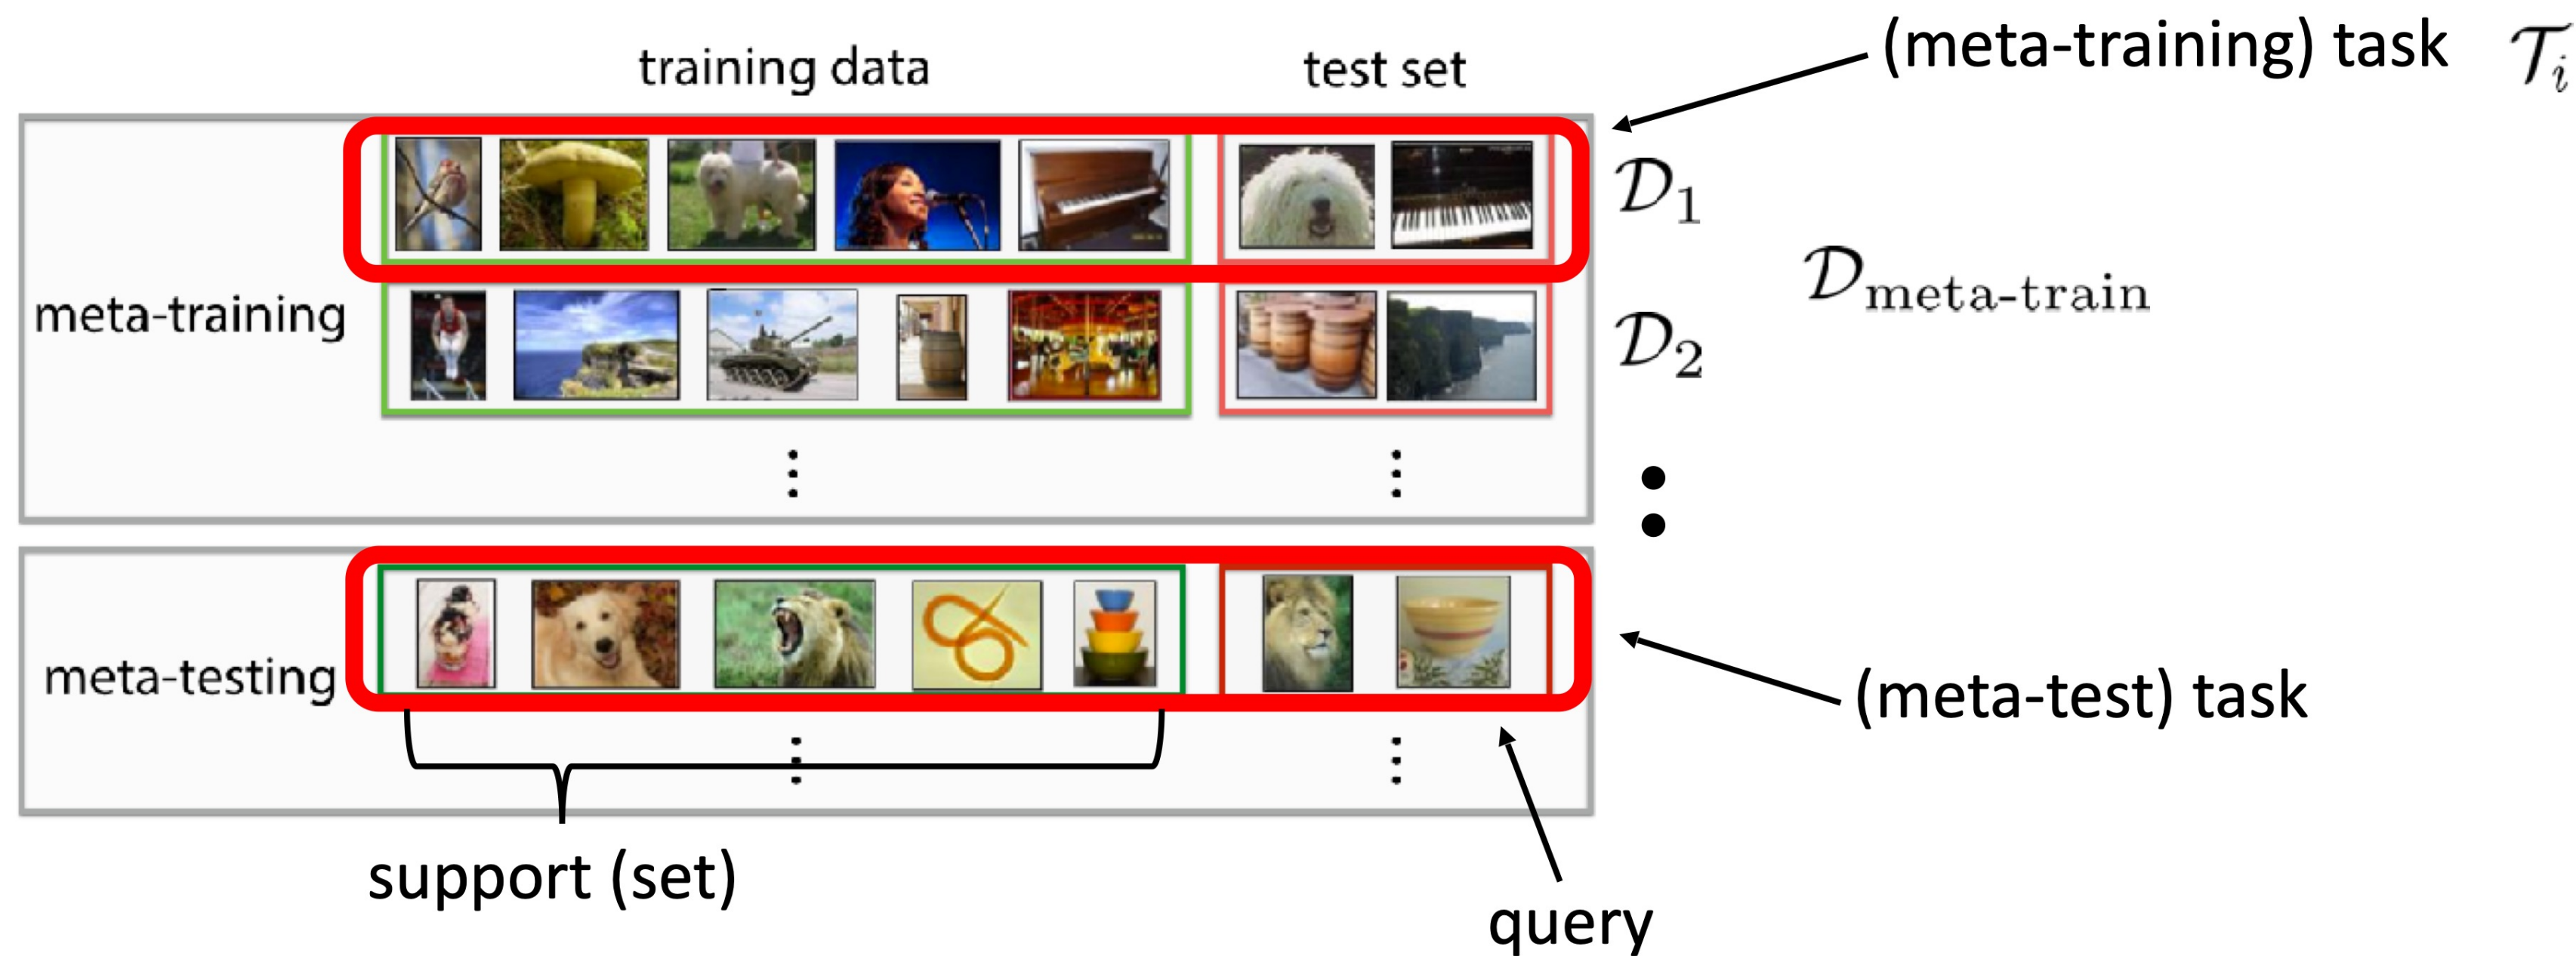 (meta-training) task 𝒯ᵢ
training data
test set
𝒟₁
meta-training
𝒟meta-train
𝒟₂
meta-testing
(meta-test) task
support (set)
query